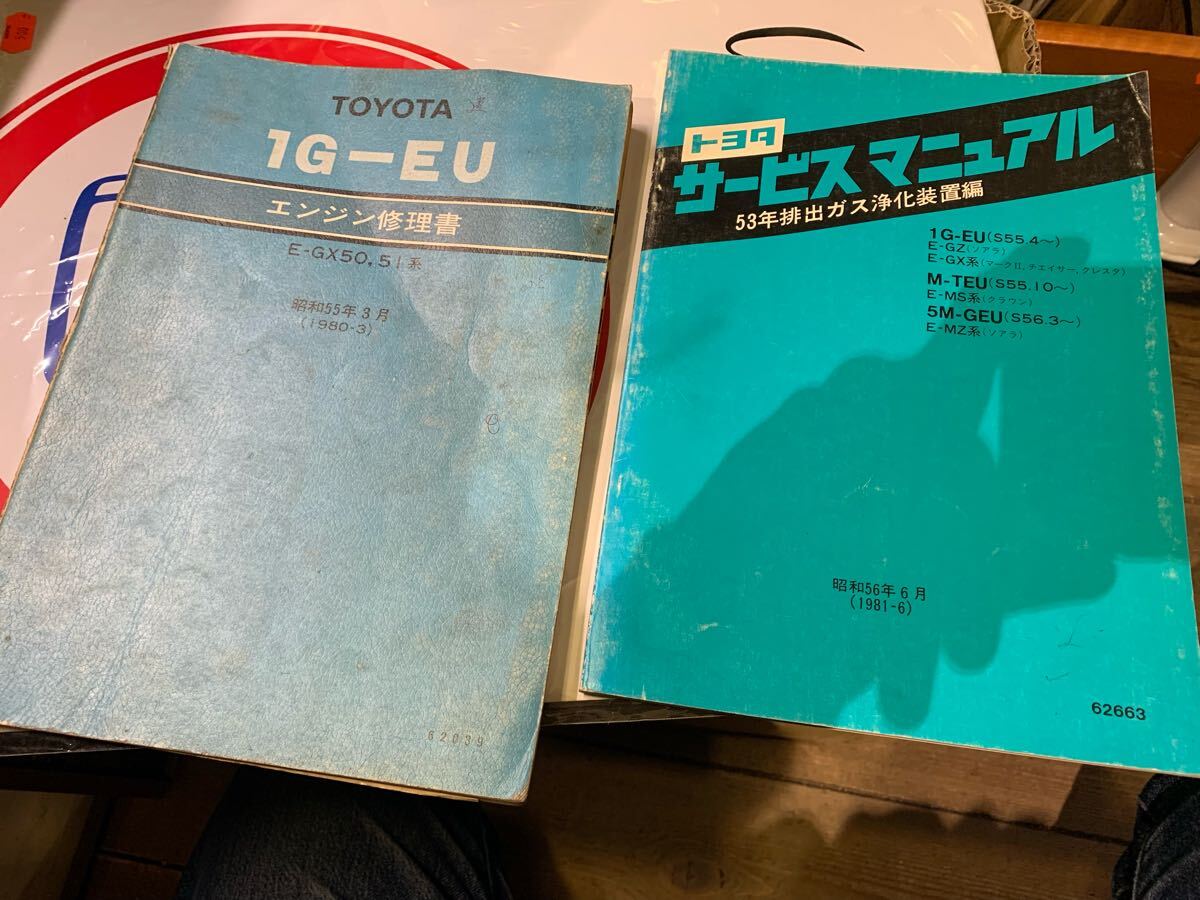 TOYOTA
1G-EU
エンジン修理書
E-GX50,51系
昭和55年3月
(1980-3)
62039
トヨタ
サービスマニュアル
53年排出ガス浄化装置編
1G-EU(S55.4～)
E-GZ(ソアラ)
E-GX系(マークII, チエイサー, クレスタ)
M-TEU(S55.10～)
E-MS系(クラウン)
5M-GEU(S56.3～)
E-MZ系(ソアラ)
昭和56年6月
(1981-6)
62663